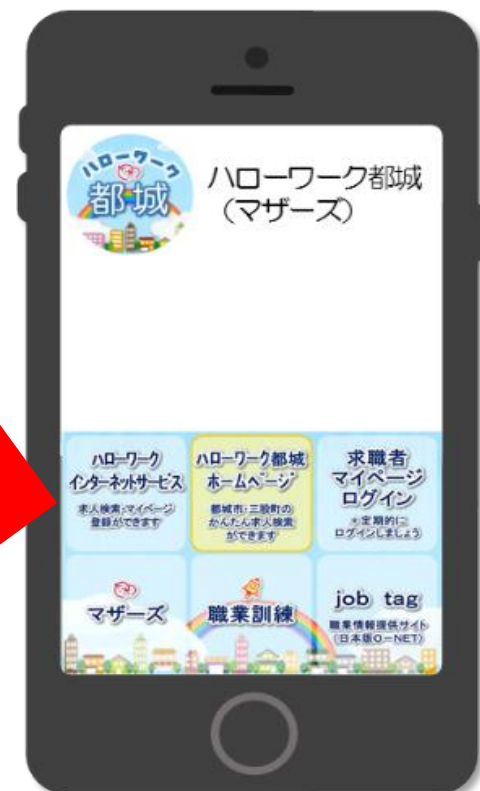 ハローワーク
都城
ハローワーク都城
（マザーズ）
ハローワーク
インターネットサービス
求人検索・マイページ
登録ができます
ハローワーク都城
ホームページ
都城市・三股町の
かんたん求人検索
ができます
求職者
マイページ
ログイン
※定期的に
ログインしましょう
マザーズ
職業訓練
job tag
職業情報提供サイト
（日本版O－NET）